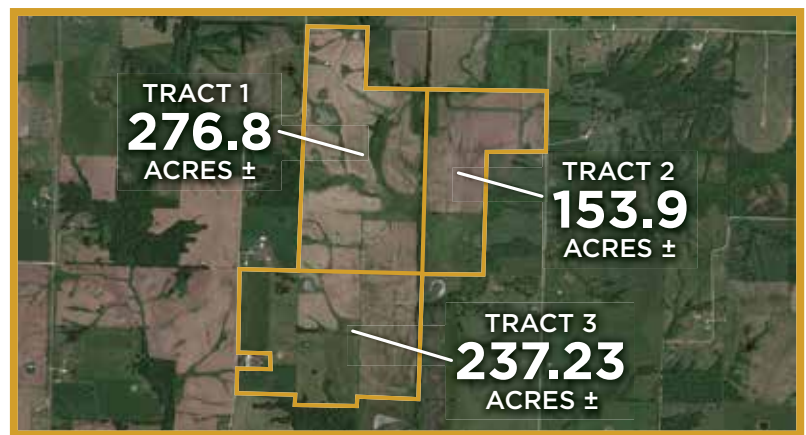 TRACT 1
276.8
ACRES ±
TRACT 2
153.9
ACRES ±
TRACT 3
237.23
ACRES ±